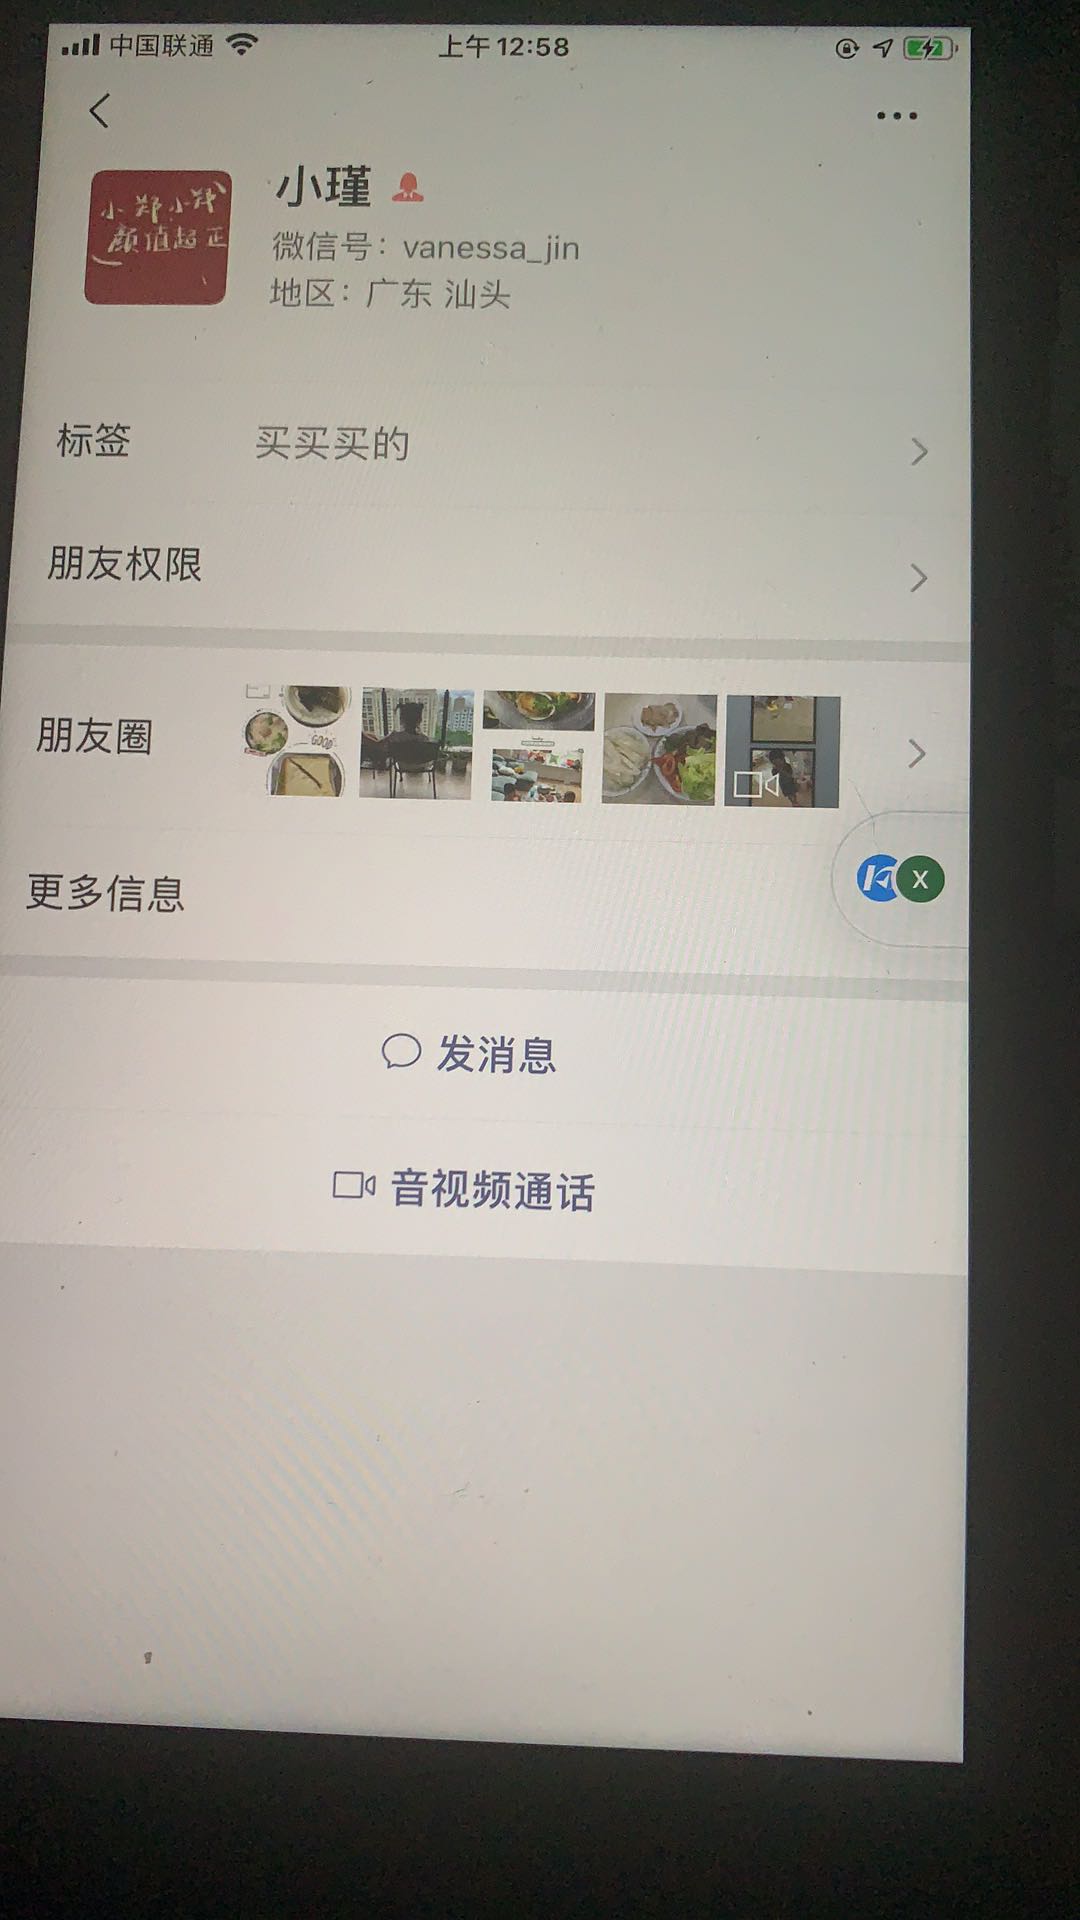 中国联通
上午12:58
小郑小郑
颜值超正
小瑾
微信号：vanessa_jin
地区：广东 汕头
标签
买买买的
朋友权限
朋友圈
GOOD
X
更多信息
发消息
音视频通话